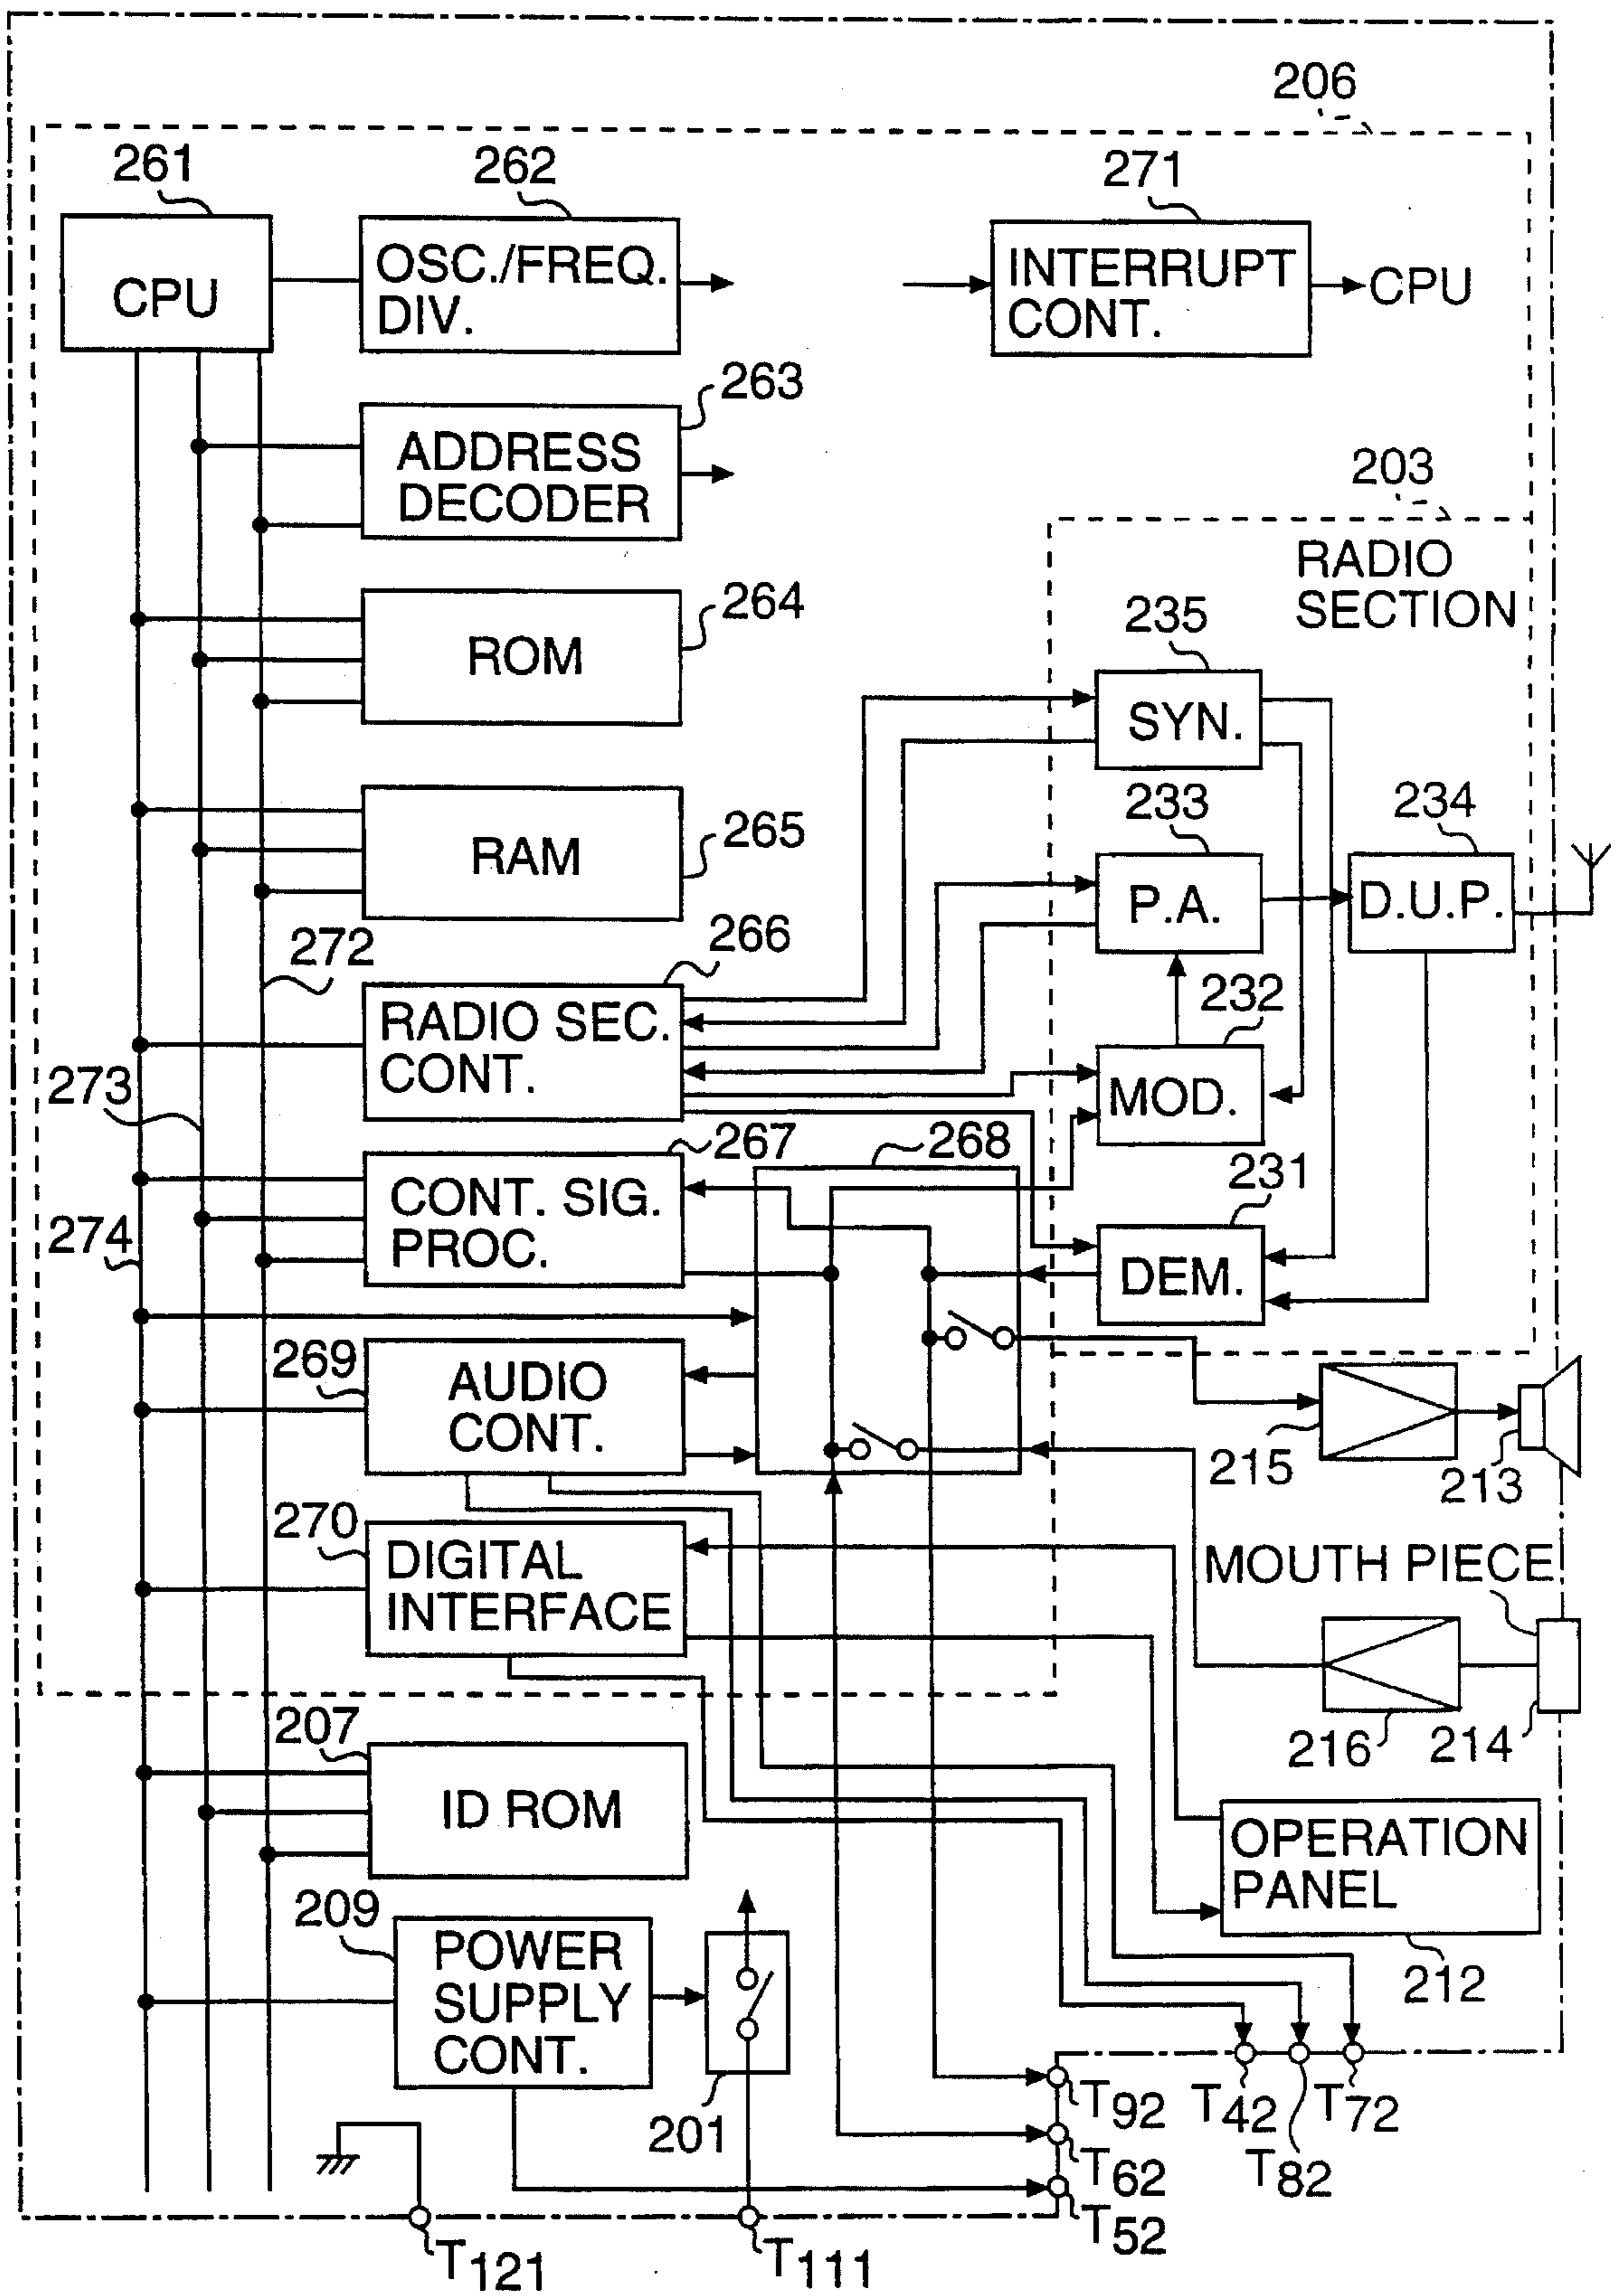 206
261
262
271
CPU
OSC./FREQ.
DIV.
INTERRUPT
CONT.
CPU
263
ADDRESS
DECODER
203
RADIO
SECTION
264
ROM
235
SYN.
265
RAM
233
234
P.A.
D.U.P.
272
266
RADIO SEC.
CONT.
232
MOD.
273
267
268
231
CONT. SIG.
PROC.
274
DEM.
269
AUDIO
CONT.
215
213
270
DIGITAL
INTERFACE
MOUTH PIECE
216
214
207
ID ROM
OPERATION
PANEL
212
209
POWER
SUPPLY
CONT.
201
T92
T42
T72
T62
T82
T52
T121
T111